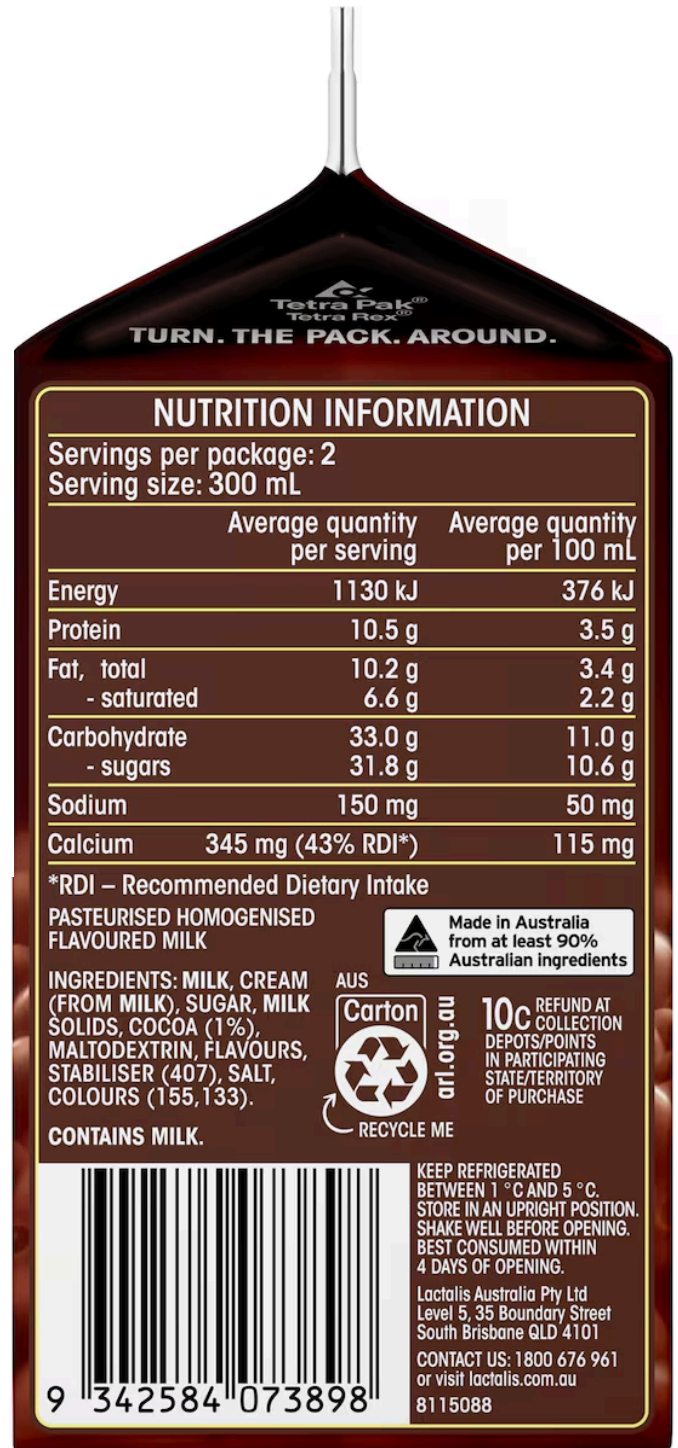 Tetra Pak®
Tetra Rex®
TURN. THE PACK. AROUND.
NUTRITION INFORMATION
Servings per package: 2
Serving size: 300 mL
Average quantity per serving Average quantity per 100 mL
Energy 1130 kJ 376 kJ
Protein 10.5 g 3.5 g
Fat, total 10.2 g 3.4 g
- saturated 6.6 g 2.2 g
Carbohydrate 33.0 g 11.0 g
- sugars 31.8 g 10.6 g
Sodium 150 mg 50 mg
Calcium 345 mg (43% RDI*) 115 mg
*RDI – Recommended Dietary Intake
PASTEURISED HOMOGENISED
FLAVOURED MILK
Made in Australia
from at least 90%
Australian ingredients
INGREDIENTS: MILK, CREAM
(FROM MILK), SUGAR, MILK
SOLIDS, COCOA (1%),
MALTODEXTRIN, FLAVOURS,
STABILISER (407), SALT,
COLOURS (155,133).
CONTAINS MILK.
AUS
Carton
arl.org.au
RECYCLE ME
10c REFUND AT
COLLECTION
DEPOTS/POINTS
IN PARTICIPATING
STATE/TERRITORY
OF PURCHASE
KEEP REFRIGERATED
BETWEEN 1 °C AND 5 °C.
STORE IN AN UPRIGHT POSITION.
SHAKE WELL BEFORE OPENING.
BEST CONSUMED WITHIN
4 DAYS OF OPENING.
Lactalis Australia Pty Ltd
Level 5, 35 Boundary Street
South Brisbane QLD 4101
CONTACT US: 1800 676 961
or visit lactalis.com.au
8115088
9 342584 073898